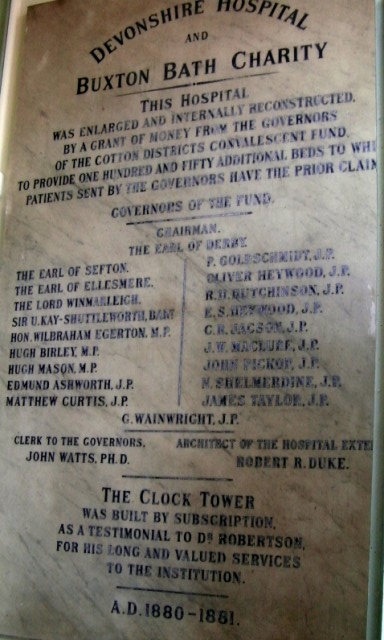 DEVONSHIRE HOSPITAL
AND
BUXTON BATH CHARITY
THIS HOSPITAL
WAS ENLARGED AND INTERNALLY RECONSTRUCTED,
BY A GRANT OF MONEY FROM THE GOVERNORS
OF THE COTTON DISTRICTS CONVALESCENT FUND.
TO PROVIDE ONE HUNDRED AND FIFTY ADDITIONAL BEDS TO WHI
PATIENTS SENT BY THE GOVERNORS HAVE THE PRIOR CLAIM
GOVERNORS OF THE FUND.
CHAIRMAN.
THE EARL OF DERBY.
THE EARL OF SEFTON.
THE EARL OF ELLESMERE.
THE LORD WINMARLEIGH.
SIR U. KAY-SHUTTLEWORTH, BART
HON. WILBRAHAM EGERTON, M.P.
HUGH BIRLEY, M.P.
HUGH MASON, M.P.
EDMUND ASHWORTH, J.P.
MATTHEW CURTIS, J.P.
P. GOLDSCHMIDT, J.P.
OLIVER HEYWOOD, J.P.
R. H. HUTCHINSON, J.P.
E. S. HEYWOOD, J.P.
C. R. JACSON, J.P.
J. W. MACLURE, J.P.
JOHN PICKOP, J.P.
N. SHELMERDINE, J.P.
JAMES TAYLOR, J.P.
G. WAINWRIGHT, J.P.
CLERK TO THE GOVERNORS.
JOHN WATTS, PH. D.
ARCHITECT OF THE HOSPITAL EXTE
ROBERT R. DUKE.
THE CLOCK TOWER
WAS BUILT BY SUBSCRIPTION,
AS A TESTIMONIAL TO DR ROBERTSON,
FOR HIS LONG AND VALUED SERVICES
TO THE INSTITUTION.
A.D. 1880-1881.